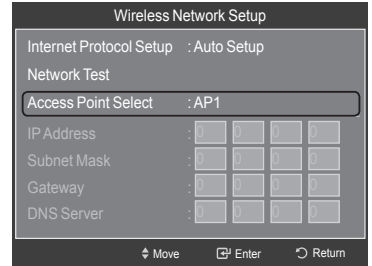 Wireless Network Setup
Internet Protocol Setup : Auto Setup
Network Test
Access Point Select : AP1
IP Address : 0 0 0 0
Subnet Mask : 0 0 0 0
Gateway : 0 0 0 0
DNS Server : 0 0 0 0
Move Enter Return